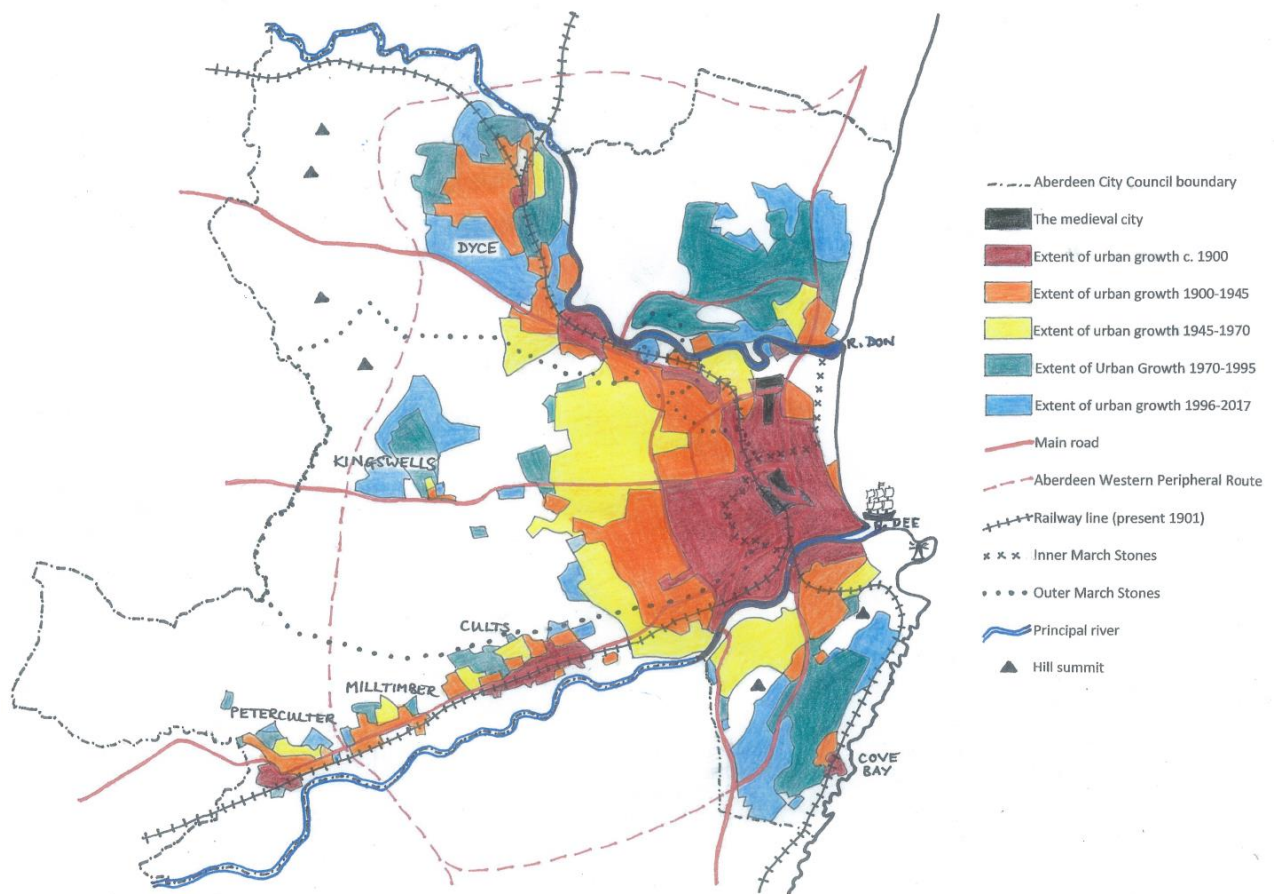 DYCE
R. DON
KINGSWELLS
R. DEE
CULTS
MILLTIMBER
PETERCULTER
COVE
BAY
Aberdeen City Council boundary
The medieval city
Extent of urban growth c. 1900
Extent of urban growth 1900-1945
Extent of urban growth 1945-1970
Extent of Urban Growth 1970-1995
Extent of urban growth 1996-2017
Main road
Aberdeen Western Peripheral Route
Railway line (present 1901)
Inner March Stones
Outer March Stones
Principal river
Hill summit